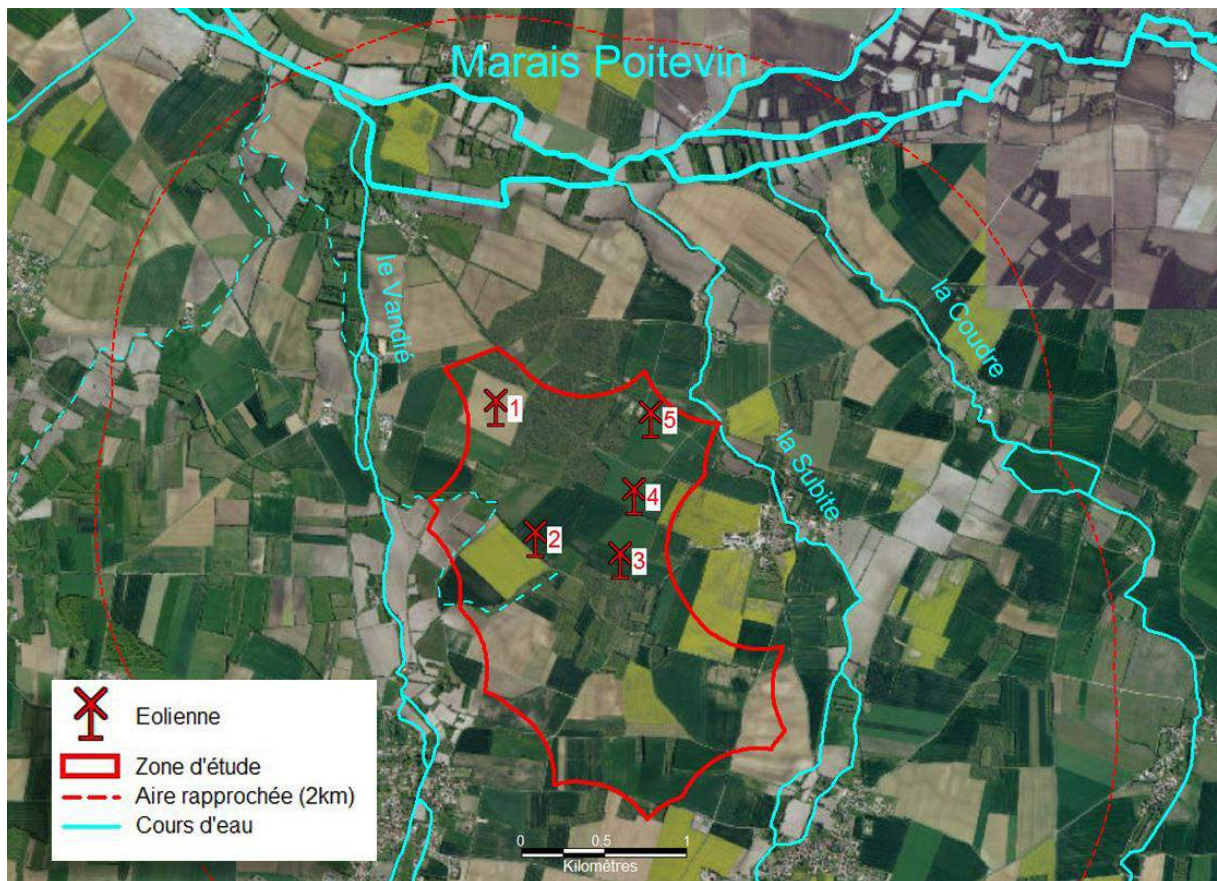 Marais Poitevin
le Vandié
la Coudre
la Subite
1
5
4
2
3
Eolienne
Zone d'étude
Aire rapprochée (2km)
Cours d'eau
0 0.5 1
Kilomètres